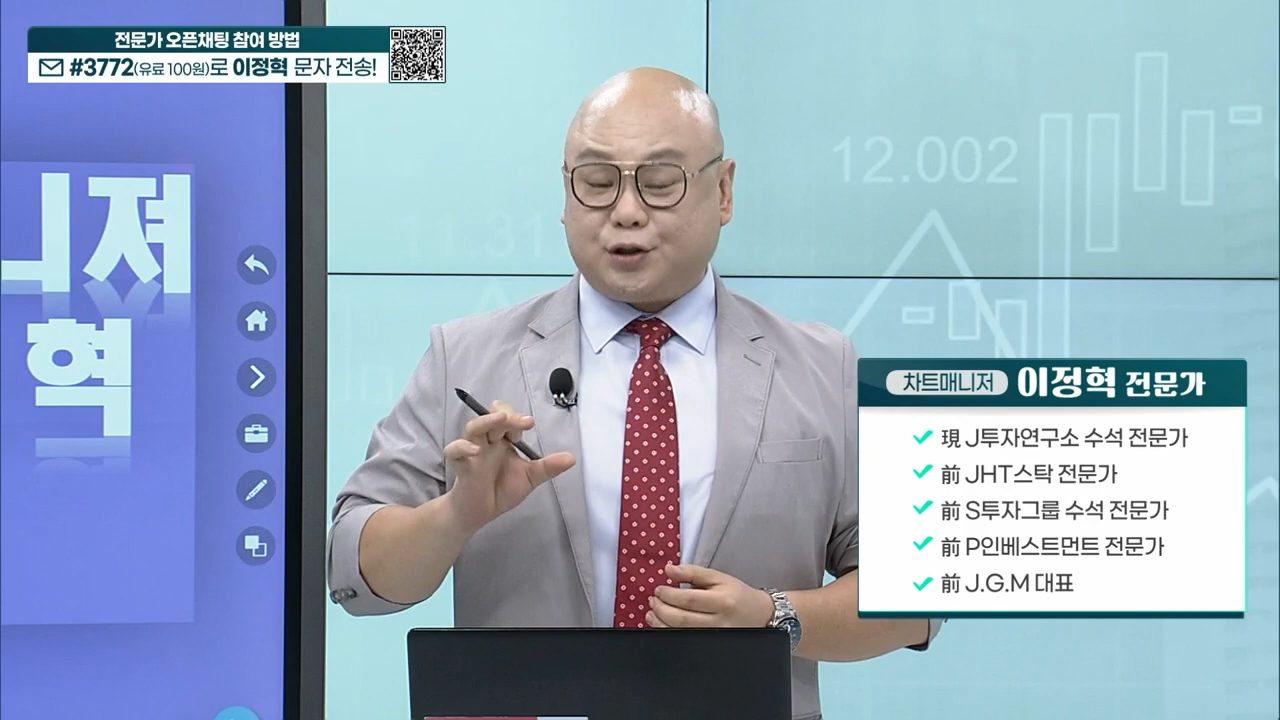 전문가 오픈채팅 참여 방법
#3772(유료 100원)로 이정혁 문자 전송!
니져
혁
12.002
11.31
차트매니저 이정혁 전문가
現 J투자연구소 수석 전문가
前 JHT스탁 전문가
前 S투자그룹 수석 전문가
前 P인베스트먼트 전문가
前 J.G.M 대표